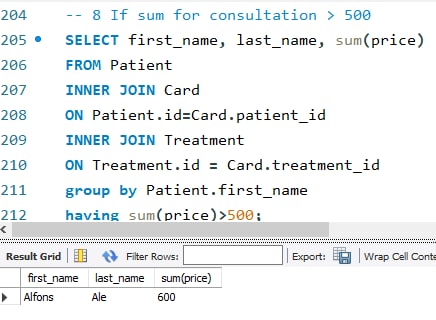 204 -- 8 If sum for consultation > 500
205 SELECT first_name, last_name, sum(price)
206 FROM Patient
207 INNER JOIN Card
208 ON Patient.id=Card.patient_id
209 INNER JOIN Treatment
210 ON Treatment.id = Card.treatment_id
211 group by Patient.first_name
212 having sum(price)>500;
Result Grid Filter Rows: Export: Wrap Cell Conte
first_name last_name sum(price)
Alfons Ale 600